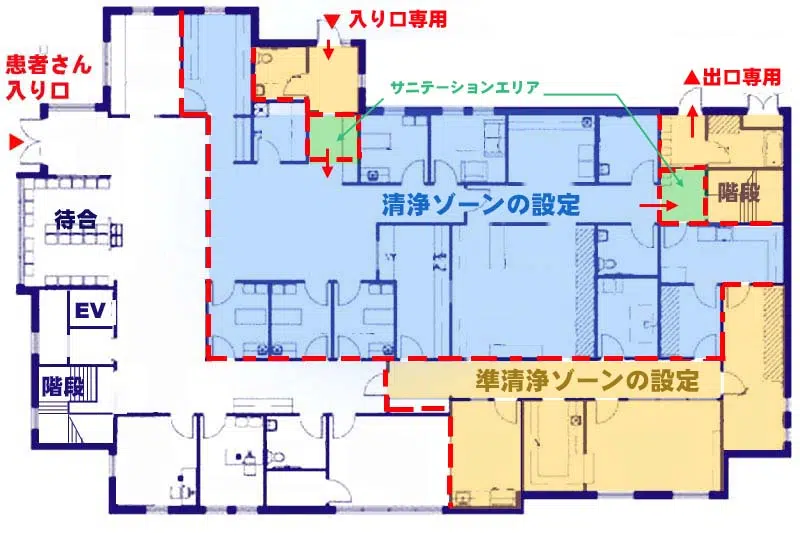 ▼入り口専用
患者さん
入り口
▶
サニテーションエリア
▲出口専用
階段
清浄ゾーンの設定
待合
EV
階段
準清浄ゾーンの設定